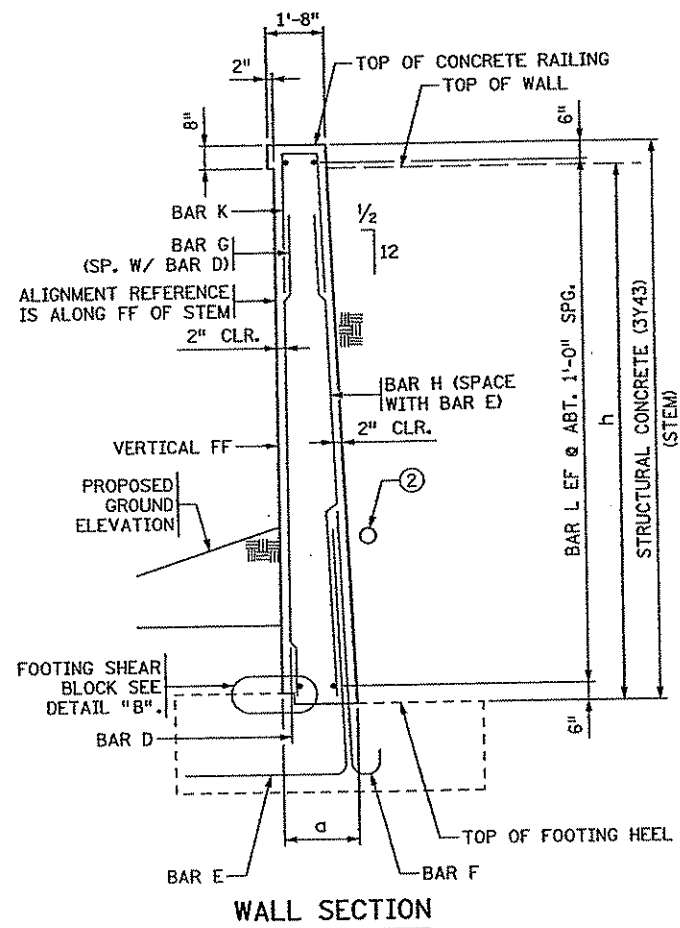 1'-8"
2"
TOP OF CONCRETE RAILING
TOP OF WALL
8"
6"
BAR K
1/2
12
BAR G
(SP. W/ BAR D)
ALIGNMENT REFERENCE
IS ALONG FF OF STEM
2" CLR.
BAR H (SPACE
WITH BAR E)
2" CLR.
VERTICAL FF
2
PROPOSED
GROUND
ELEVATION
BAR L EF @ ABT. 1'-0" SPG.
h
STRUCTURAL CONCRETE (3Y43)
(STEM)
FOOTING SHEAR
BLOCK SEE
DETAIL "B".
BAR D
6"
a
TOP OF FOOTING HEEL
BAR E
BAR F
WALL SECTION